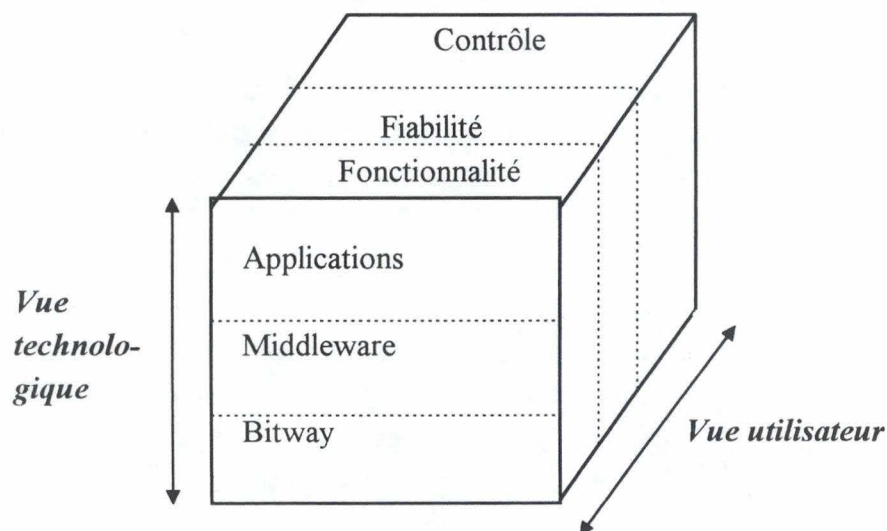 Contrôle
Fiabilité
Fonctionnalité
Applications
Middleware
Bitway
Vue
technolo-
gique
Vue utilisateur